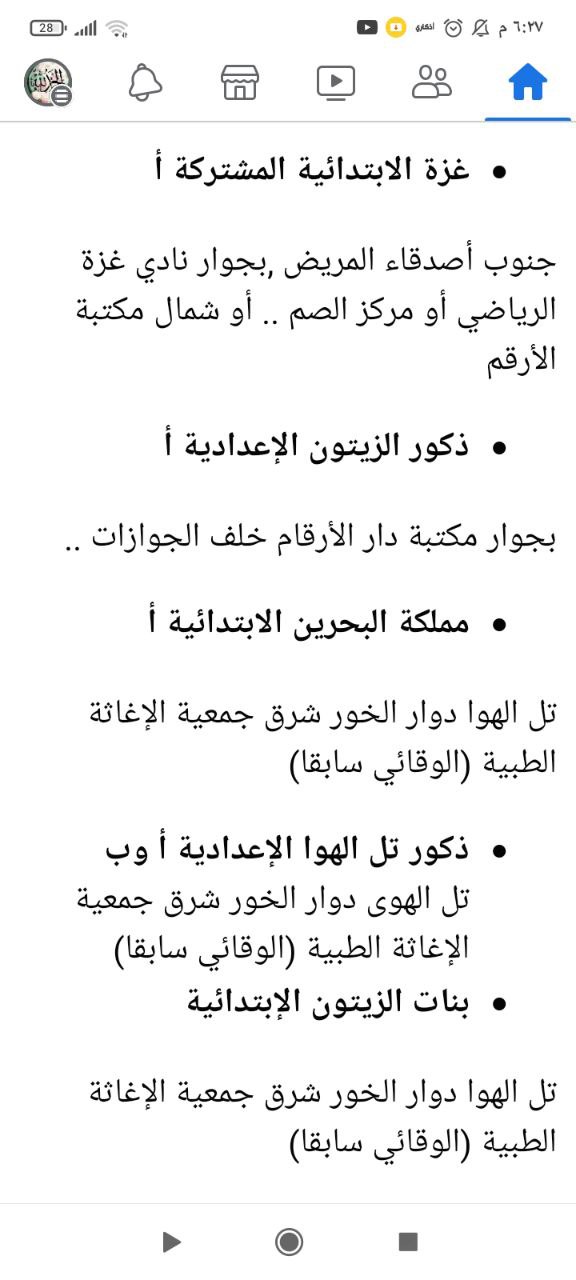 28
٦:٢٧ م
اذكاري
• غزة الابتدائية المشتركة أ
جنوب أصدقاء المريض ,بجوار نادي غزة
الرياضي أو مركز الصم .. أو شمال مكتبة
الأرقم
• ذكور الزيتون الإعدادية أ
بجوار مكتبة دار الأرقام خلف الجوازات ..
• مملكة البحرين الابتدائية أ
تل الهوا دوار الخور شرق جمعية الإغاثة
الطبية (الوقائي سابقا)
• ذكور تل الهوا الإعدادية أ وب
تل الهوى دوار الخور شرق جمعية
الإغاثة الطبية (الوقائي سابقا)
• بنات الزيتون الإبتدائية
تل الهوا دوار الخور شرق جمعية الإغاثة
الطبية (الوقائي سابقا)